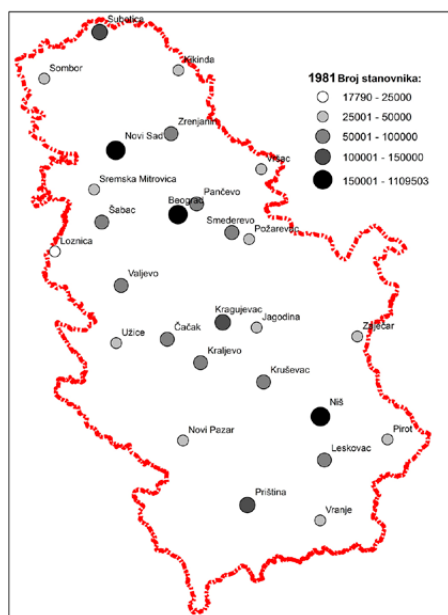 Subotica
Sombor
Kikinda
1981 Broj stanovnika:
17790 - 25000
25001 - 50000
50001 - 100000
100001 - 150000
150001 - 1109503
Zrenjanin
Novi Sad
Vršac
Sremska Mitrovica
Pančevo
Beograd
Šabac
Smederevo
Požarevac
Loznica
Valjevo
Kragujevac
Jagodina
Užice
Čačak
Zaječar
Kraljevo
Kruševac
Niš
Novi Pazar
Pirot
Leskovac
Priština
Vranje